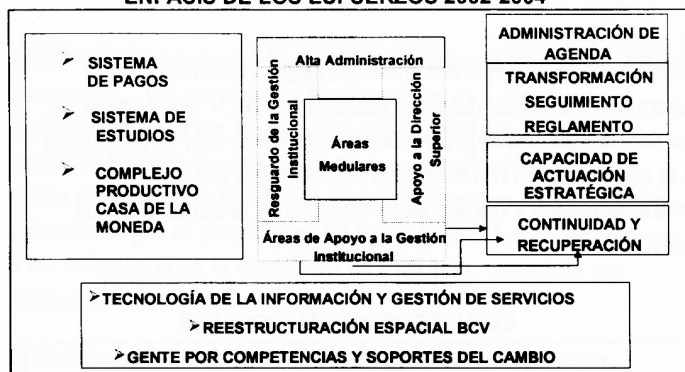 ÉNFASIS DE LOS ESFUERZOS 2002-2004
➢ SISTEMA
DE PAGOS
➢ SISTEMA DE
ESTUDIOS
➢ COMPLEJO
PRODUCTIVO
CASA DE LA
MONEDA
Alta Administración
Resguardo de la Gestión
Institucional
Áreas
Medulares
Apoyo a la Dirección
Superior
Áreas de Apoyo a la Gestión
Institucional
ADMINISTRACIÓN DE
AGENDA
TRANSFORMACIÓN
SEGUIMIENTO
REGLAMENTO
CAPACIDAD DE
ACTUACIÓN
ESTRATÉGICA
CONTINUIDAD Y
RECUPERACIÓN
➢TECNOLOGÍA DE LA INFORMACIÓN Y GESTIÓN DE SERVICIOS
➢REESTRUCTURACIÓN ESPACIAL BCV
➢GENTE POR COMPETENCIAS Y SOPORTES DEL CAMBIO